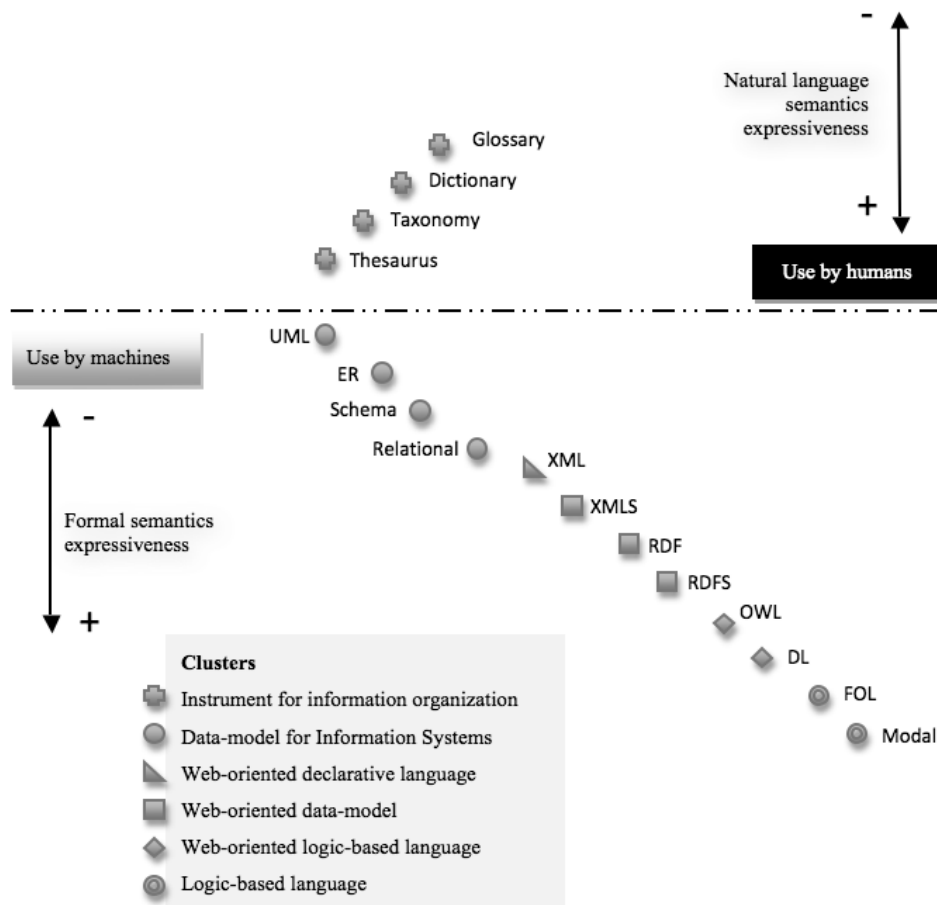 -
Natural language
semantics
expressiveness
+
Glossary
Dictionary
Taxonomy
Thesaurus
Use by humans
UML
Use by machines
ER
-
Schema
Relational
XML
XMLS
Formal semantics
expressiveness
RDF
RDFS
+
OWL
DL
FOL
Modal
Clusters
Instrument for information organization
Data-model for Information Systems
Web-oriented declarative language
Web-oriented data-model
Web-oriented logic-based language
Logic-based language